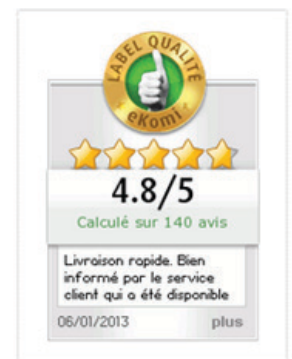 LABEL QUALITÉ
eKomi
4.8/5
Calculé sur 140 avis
Livraison rapide. Bien
informé par le service
client qui a été disponible
06/01/2013 plus